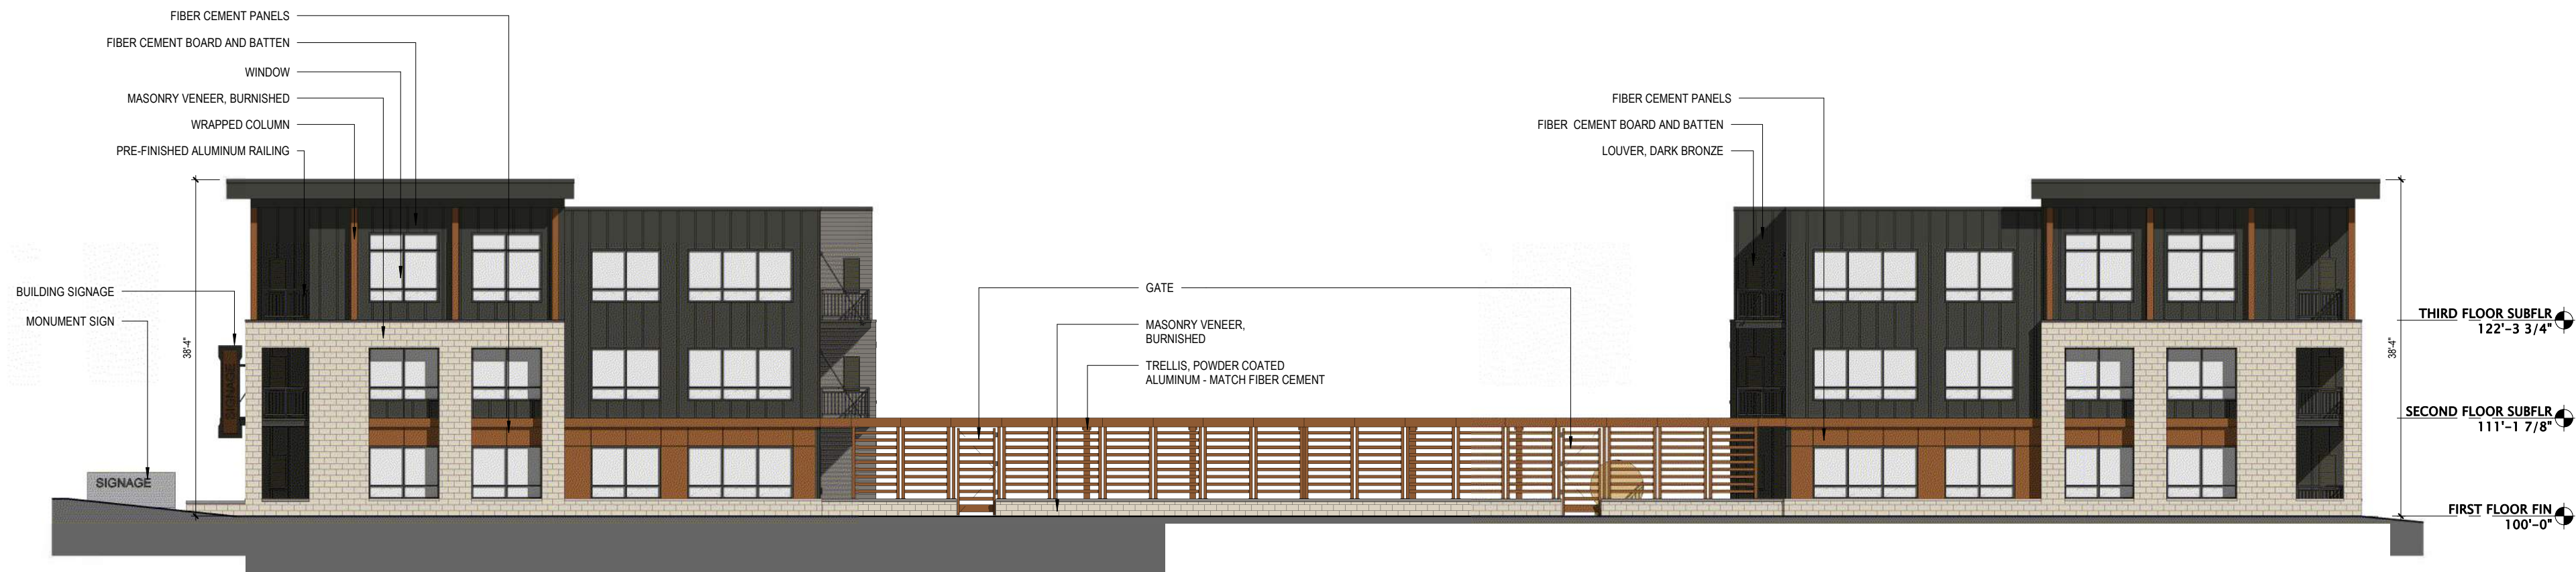 FIBER CEMENT PANELS
FIBER CEMENT BOARD AND BATTEN
WINDOW
MASONRY VENEER, BURNISHED
WRAPPED COLUMN
PRE-FINISHED ALUMINUM RAILING
BUILDING SIGNAGE
MONUMENT SIGN
38'-4"
SIGNAGE
SIGNAGE
GATE
MASONRY VENEER,
BURNISHED
TRELLIS, POWDER COATED
ALUMINUM - MATCH FIBER CEMENT
FIBER CEMENT PANELS
FIBER CEMENT BOARD AND BATTEN
LOUVER, DARK BRONZE
38'-4"
THIRD FLOOR SUBFLR
122'-3 3/4"
SECOND FLOOR SUBFLR
111'-1 7/8"
FIRST FLOOR FIN
100'-0"